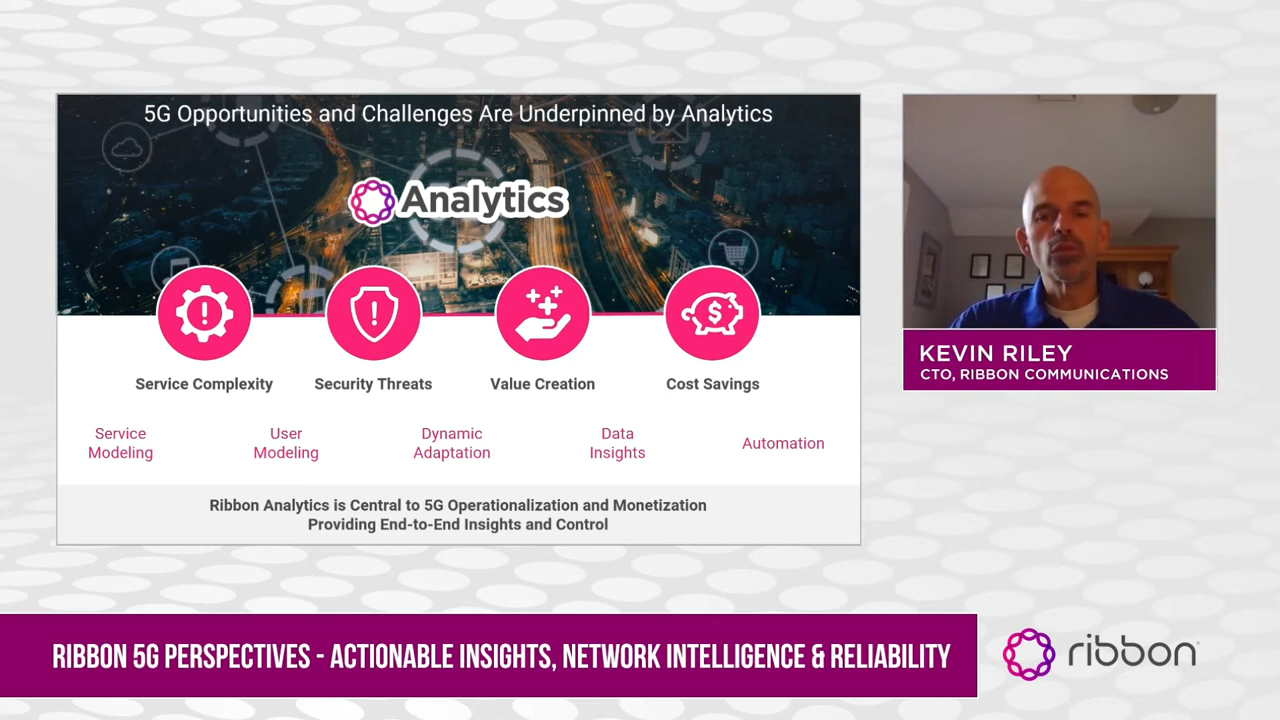 5G Opportunities and Challenges Are Underpinned by Analytics
Analytics
Service Complexity
Security Threats
Value Creation
Cost Savings
Service
Modeling
User
Modeling
Dynamic
Adaptation
Data
Insights
Automation
Ribbon Analytics is Central to 5G Operationalization and Monetization
Providing End-to-End Insights and Control
KEVIN RILEY
CTO, RIBBON COMMUNICATIONS
RIBBON 5G PERSPECTIVES - ACTIONABLE INSIGHTS, NETWORK INTELLIGENCE & RELIABILITY
ribbon